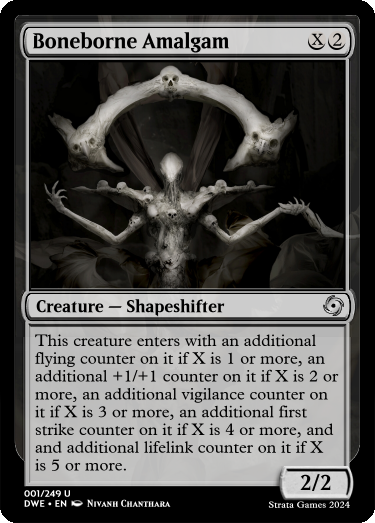 Boneborne Amalgam X 2
Creature — Shapeshifter
This creature enters with an additional
flying counter on it if X is 1 or more, an
additional +1/+1 counter on it if X is 2 or
more, an additional vigilance counter on
it if X is 3 or more, an additional first
strike counter on it if X is 4 or more, and
and additional lifelink counter on it if X
is 5 or more.
2/2
001/249 U
DWE • EN Nivanh Chanthara
Strata Games 2024